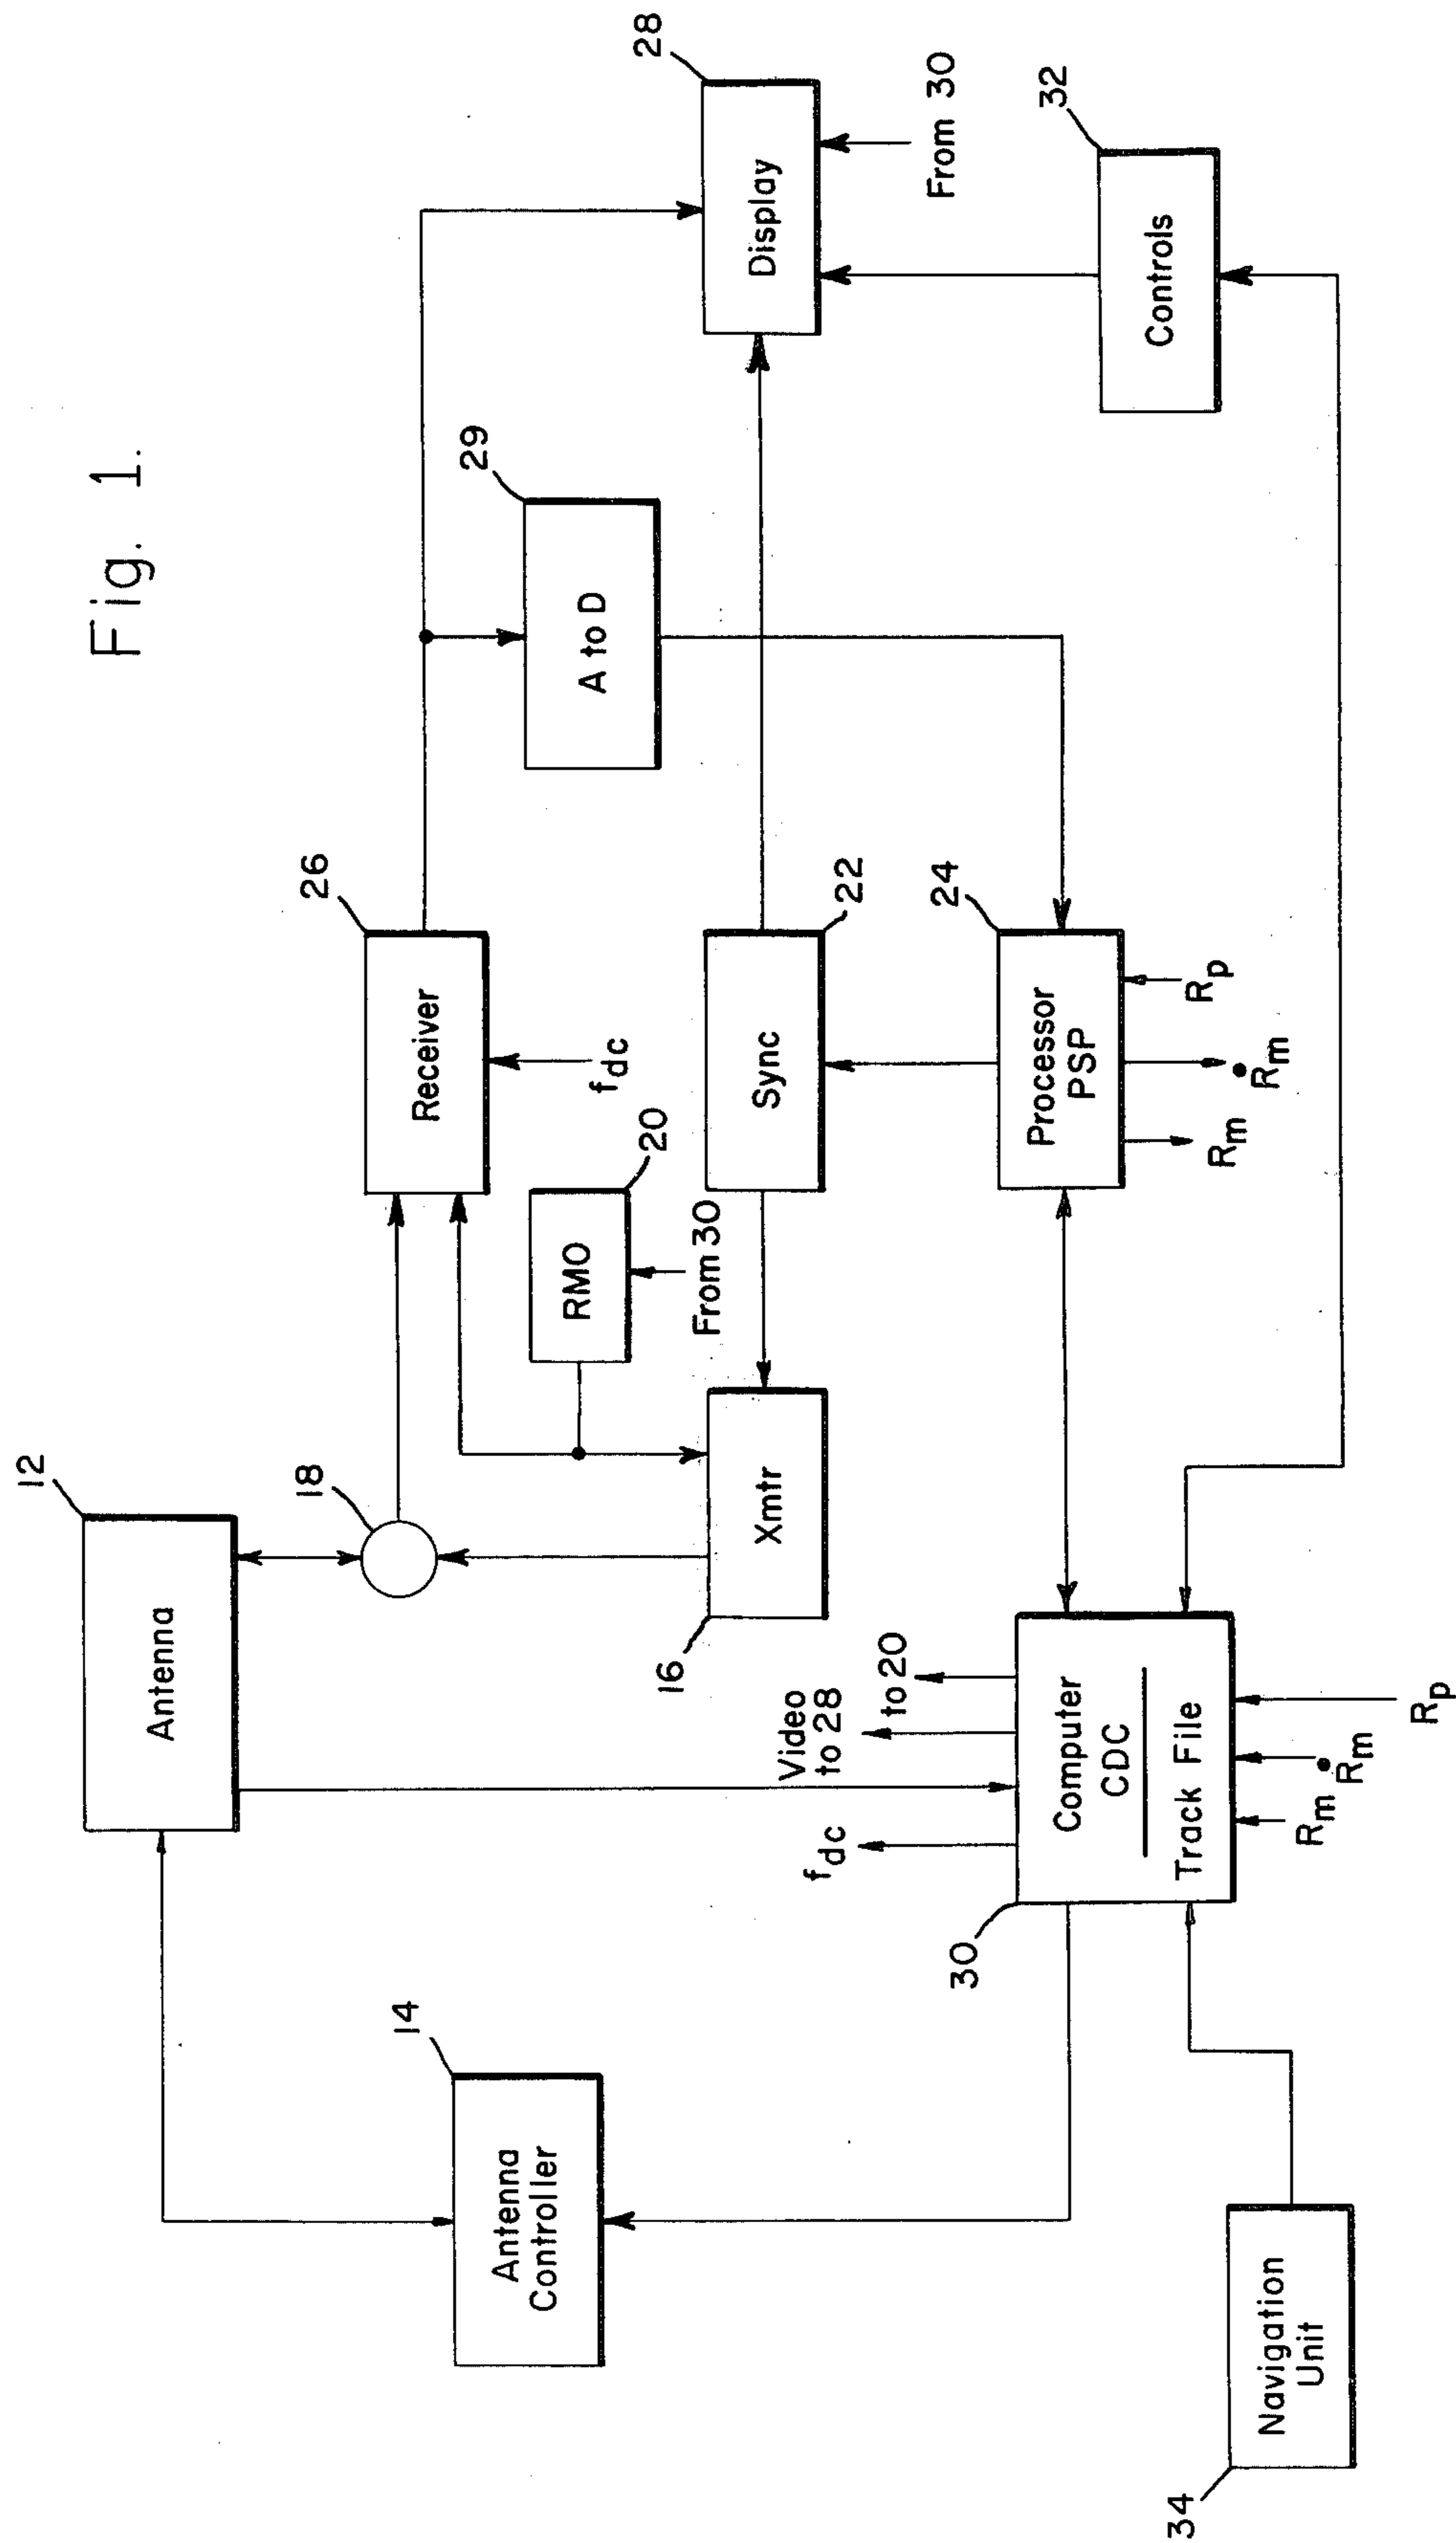 Fig. 1.
12
Antenna
14
Antenna
Controller
18
26
Receiver
fdc
20
RMO
From 30
16
Xmtr
29
A to D
28
Display
From 30
22
Sync
24
Processor
PSP
Rm
Ṙm
Rp
32
Controls
fdc
Video
to 28
to 20
30
Computer
CDC
Track File
Rm
Ṙm
Rp
34
Navigation
Unit